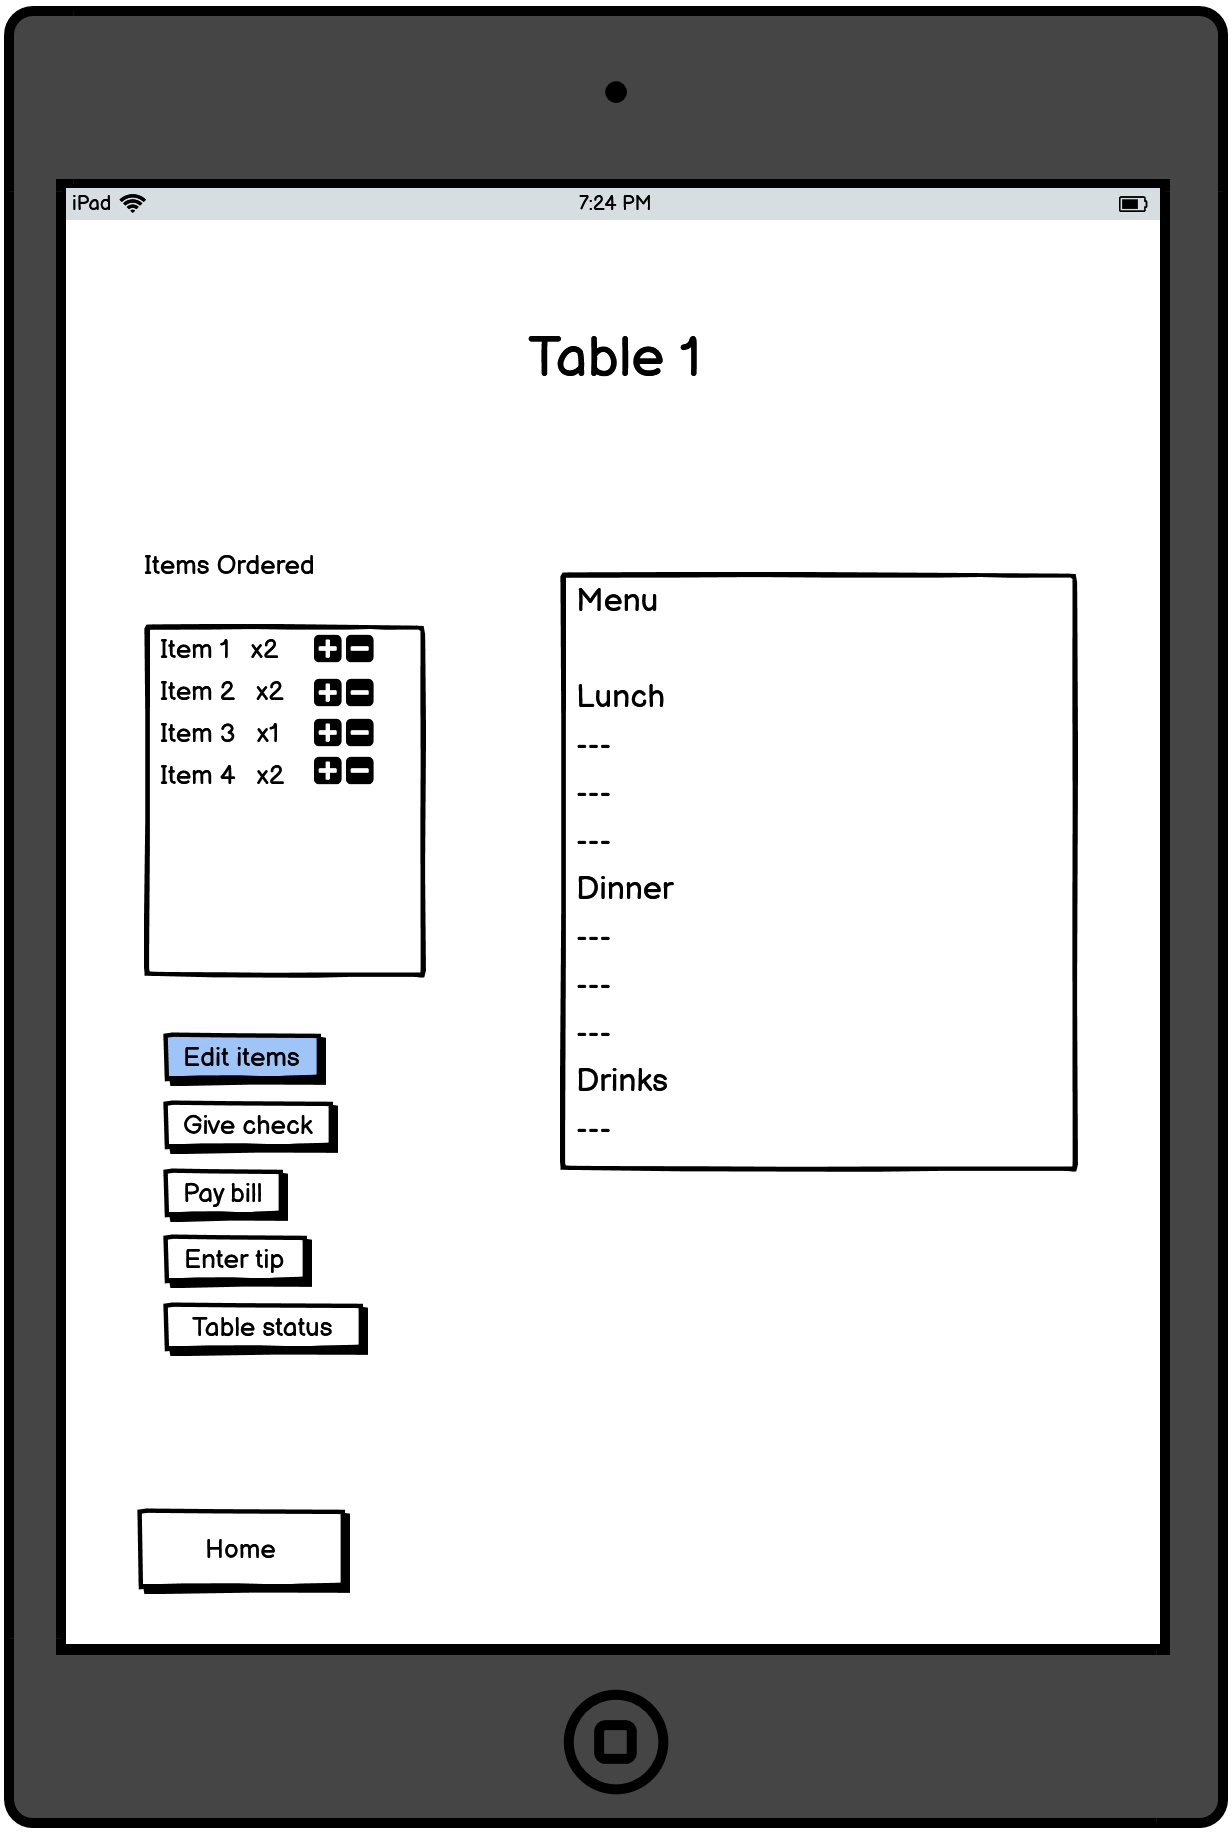 iPad 7:24 PM
Table 1
Items Ordered
Item 1 x2
Item 2 x2
Item 3 x1
Item 4 x2
Menu
Lunch
---
---
---
Dinner
---
---
---
Drinks
---
Edit items
Give check
Pay bill
Enter tip
Table status
Home